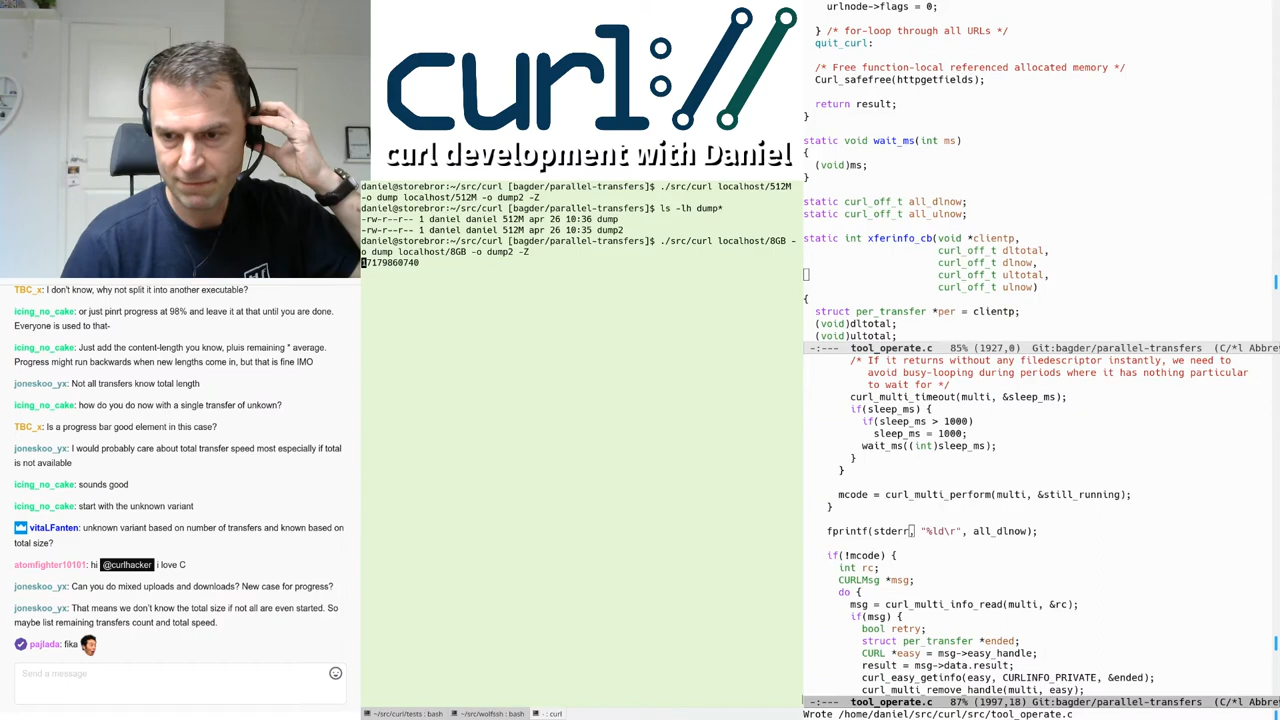 curl://
curl development with Daniel
TBC_x: I don't know, why not split it into another executable?
icing_no_cake: or just pinrt progress at 98% and leave it at that until you are done.
Everyone is used to that-
icing_no_cake: Just add the content-length you know, pluis remaining * average.
Progress might run backwards when new lengths come in, but that is fine IMO
joneskoo_yx: Not all transfers know total length
icing_no_cake: how do you do now with a single transfer of unkown?
TBC_x: Is a progress bar good element in this case?
joneskoo_yx: I would probably care about total transfer speed most especially if total
is not available
icing_no_cake: sounds good
icing_no_cake: start with the unknown variant
vitaLFanten: unknown variant based on number of transfers and known based on
total size?
atomfighter10101: hi @curlhacker i love C
joneskoo_yx: Can you do mixed uploads and downloads? New case for progress?
joneskoo_yx: That means we don't know the total size if not all are even started. So
maybe list remaining transfers count and total speed.
pajlada: fika
Send a message
daniel@storebror:~/src/curl [bagder/parallel-transfers]$ ./src/curl localhost/512M
-o dump localhost/512M -o dump2 -Z
daniel@storebror:~/src/curl [bagder/parallel-transfers]$ ls -lh dump*
-rw-r--r-- 1 daniel daniel 512M apr 26 10:36 dump
-rw-r--r-- 1 daniel daniel 512M apr 26 10:35 dump2
daniel@storebror:~/src/curl [bagder/parallel-transfers]$ ./src/curl localhost/8GB -
o dump localhost/8GB -o dump2 -Z
17179860740
~/src/curl/tests : bash ~/src/wolfssh : bash - : curl
urlnode->flags = 0;
} /* for-loop through all URLs */
quit_curl:
/* Free function-local referenced allocated memory */
Curl_safefree(httpgetfields);
return result;
}
static void wait_ms(int ms)
{
(void)ms;
}
static curl_off_t all_dlnow;
static curl_off_t all_ulnow;
static int xferinfo_cb(void *clientp,
curl_off_t dltotal,
curl_off_t dlnow,
curl_off_t ultotal,
curl_off_t ulnow)
{
struct per_transfer *per = clientp;
(void)dltotal;
(void)ultotal;
-:--- tool_operate.c 85% (1927,0) Git:bagder/parallel-transfers (C/*l Abbre
/* If it returns without any filedescriptor instantly, we need to
avoid busy-looping during periods where it has nothing particular
to wait for */
curl_multi_timeout(multi, &sleep_ms);
if(sleep_ms) {
if(sleep_ms > 1000)
sleep_ms = 1000;
wait_ms((int)sleep_ms);
}
}
mcode = curl_multi_perform(multi, &still_running);
}
fprintf(stderr, "%ld\r", all_dlnow);
if(!mcode) {
int rc;
CURLMsg *msg;
do {
msg = curl_multi_info_read(multi, &rc);
if(msg) {
bool retry;
struct per_transfer *ended;
CURL *easy = msg->easy_handle;
result = msg->data.result;
curl_easy_getinfo(easy, CURLINFO_PRIVATE, &ended);
curl_multi_remove_handle(multi, easy);
-:--- tool_operate.c 87% (1997,18) Git:bagder/parallel-transfers (C/*l Abbre
Wrote /home/daniel/src/curl/src/tool_operate.c